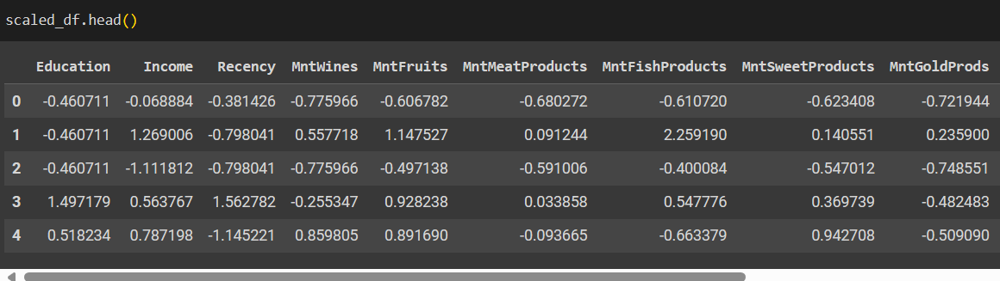 scaled_df.head()
Education Income Recency MntWines MntFruits MntMeatProducts MntFishProducts MntSweetProducts MntGoldProds
0 -0.460711 -0.068884 -0.381426 -0.775966 -0.606782 -0.680272 -0.610720 -0.623408 -0.721944
1 -0.460711 1.269006 -0.798041 0.557718 1.147527 0.091244 2.259190 0.140551 0.235900
2 -0.460711 -1.111812 -0.798041 -0.775966 -0.497138 -0.591006 -0.400084 -0.547012 -0.748551
3 1.497179 0.563767 1.562782 -0.255347 0.928238 0.033858 0.547776 0.369739 -0.482483
4 0.518234 0.787198 -1.145221 0.859805 0.891690 -0.093665 -0.663379 0.942708 -0.509090